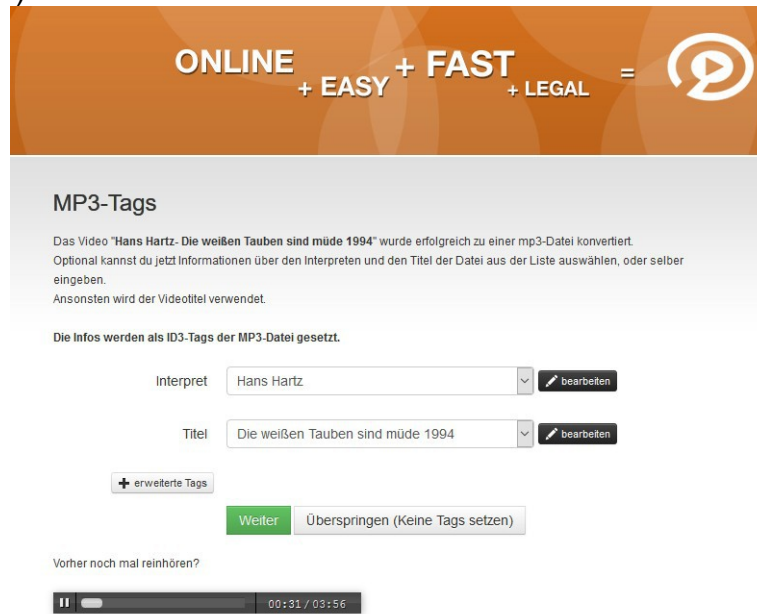 ONLINE + EASY + FAST + LEGAL =
MP3-Tags
Das Video "Hans Hartz- Die weißen Tauben sind müde 1994" wurde erfolgreich zu einer mp3-Datei konvertiert.
Optional kannst du jetzt Informationen über den Interpreten und den Titel der Datei aus der Liste auswählen, oder selber
eingeben.
Ansonsten wird der Videotitel verwendet.
Die Infos werden als ID3-Tags der MP3-Datei gesetzt.
Interpret Hans Hartz bearbeiten
Titel Die weißen Tauben sind müde 1994 bearbeiten
+ erweiterte Tags
Weiter Überspringen (Keine Tags setzen)
Vorher noch mal reinhören?
00:31/03:56